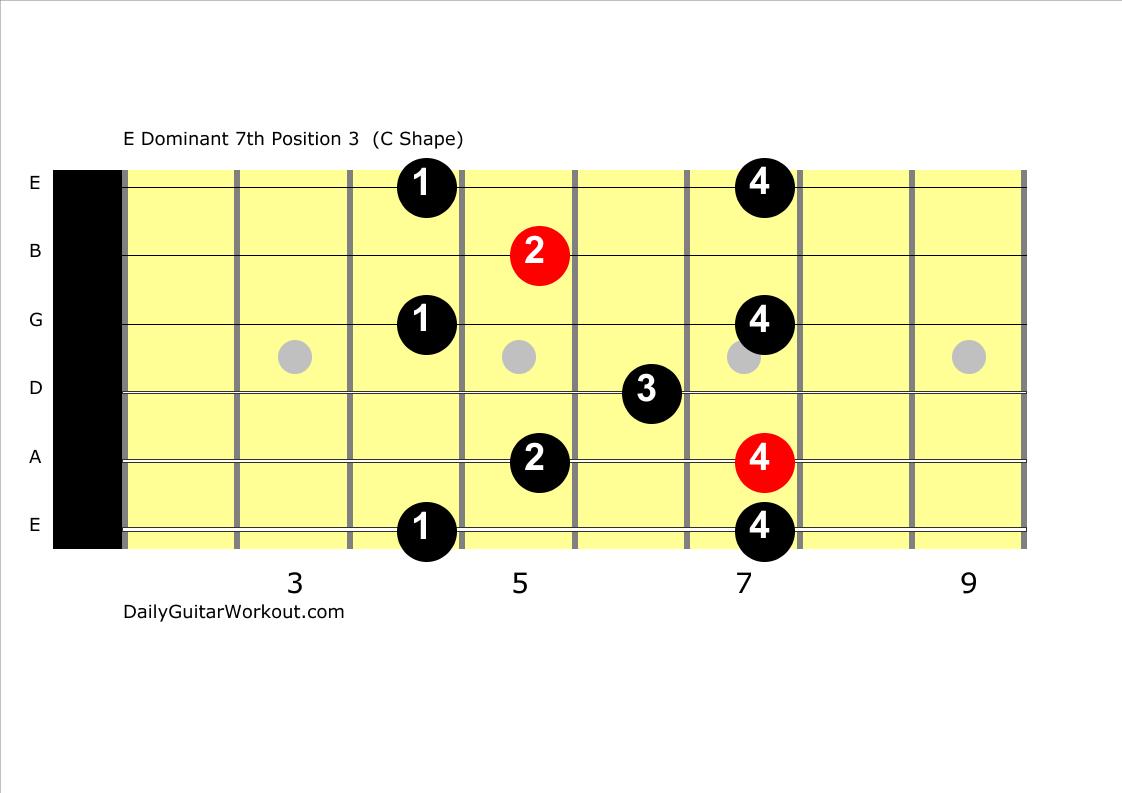 E Dominant 7th Position 3 (C Shape)
E 1 4
B 2
G 1 4
D 3
A 2 4
E 1 4
3 5 7 9
DailyGuitarWorkout.com